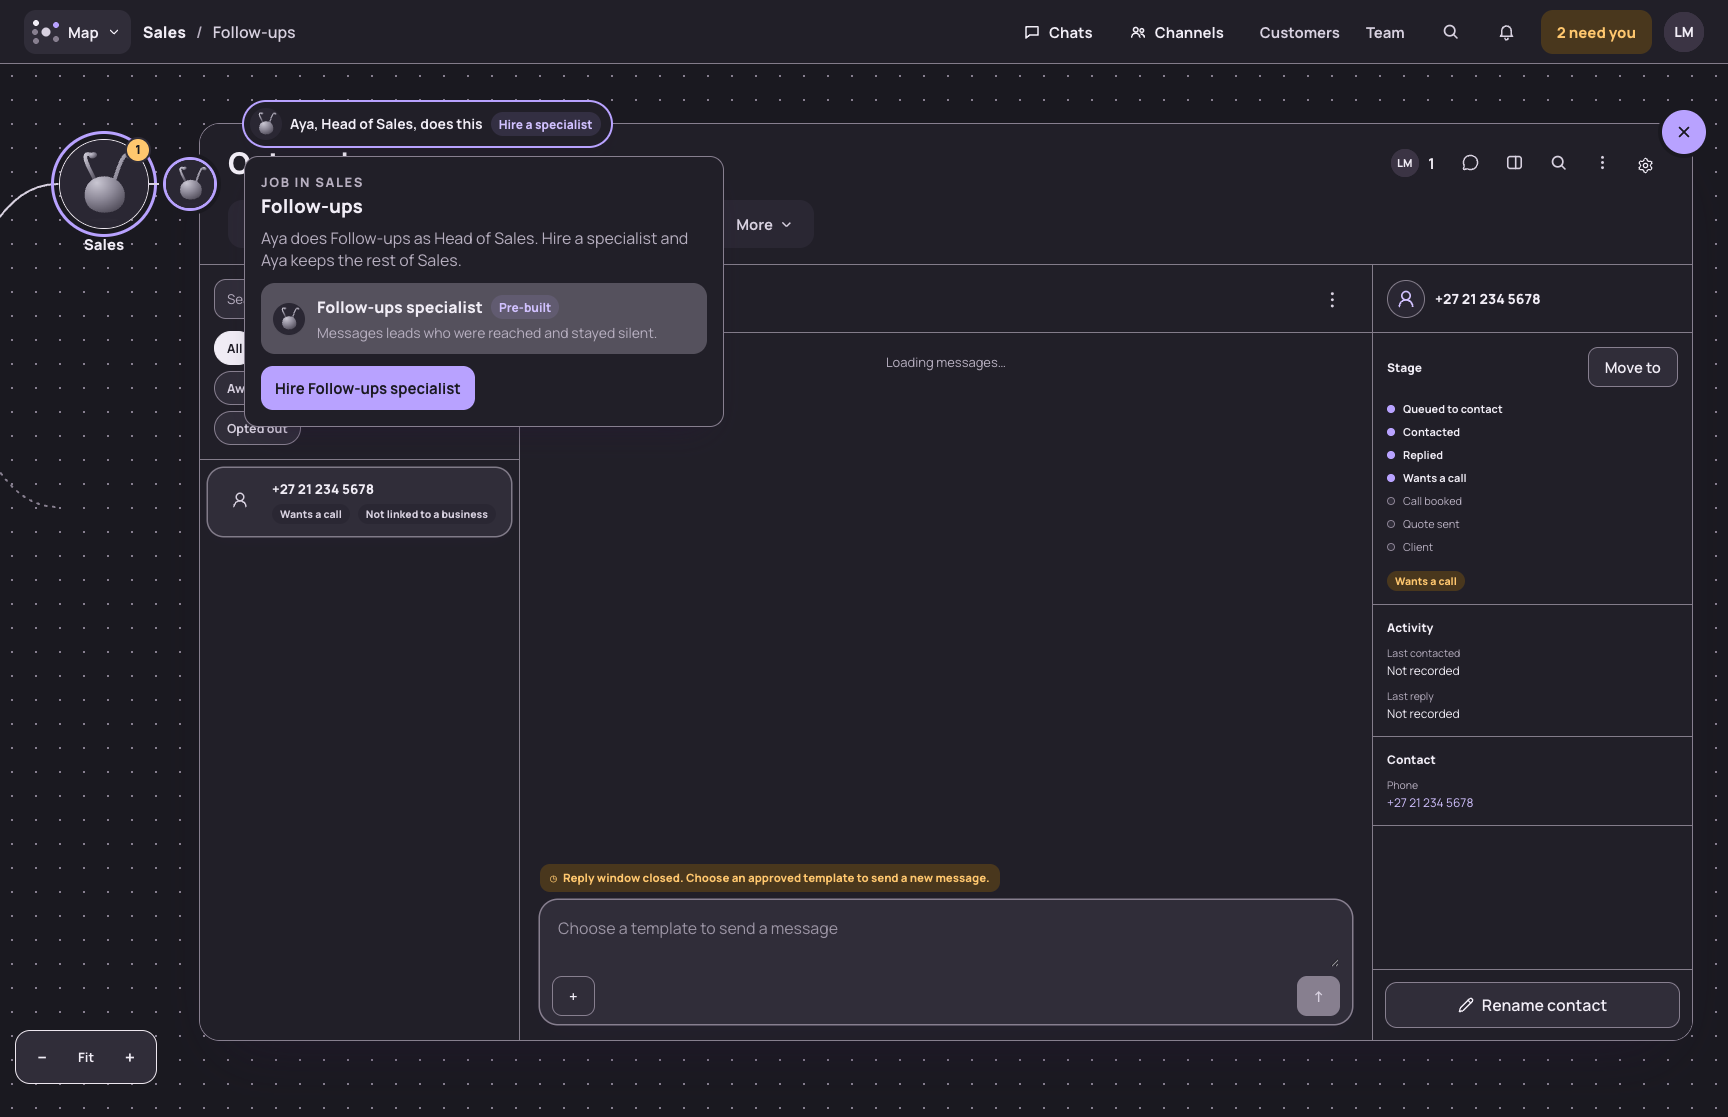 Map
Sales / Follow-ups
Chats
Channels
Customers
Team
2 need you
LM
1
Sales
Aya, Head of Sales, does this
Hire a specialist
LM 1
JOB IN SALES
Follow-ups
Aya does Follow-ups as Head of Sales. Hire a specialist and
Aya keeps the rest of Sales.
Follow-ups specialist
Pre-built
Messages leads who were reached and stayed silent.
Hire Follow-ups specialist
More
All
Opted out
+27 21 234 5678
Wants a call
Not linked to a business
Loading messages...
Reply window closed. Choose an approved template to send a new message.
Choose a template to send a message
+
+27 21 234 5678
Stage
Move to
Queued to contact
Contacted
Replied
Wants a call
Call booked
Quote sent
Client
Wants a call
Activity
Last contacted
Not recorded
Last reply
Not recorded
Contact
Phone
+27 21 234 5678
Rename contact
− Fit +